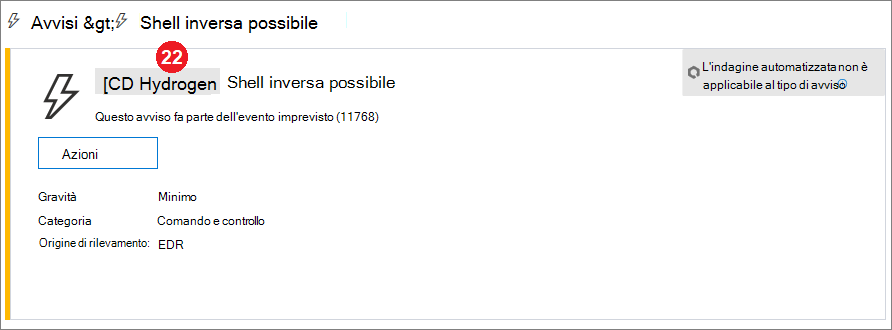 Avvisi &gt; Shell inversa possibile
22
[CD Hydrogen Shell inversa possibile
L'indagine automatizzata non è
applicabile al tipo di avviso
Questo avviso fa parte dell'evento imprevisto (11768)
Azioni
Gravità Minimo
Categoria Comando e controllo
Origine di rilevamento: EDR